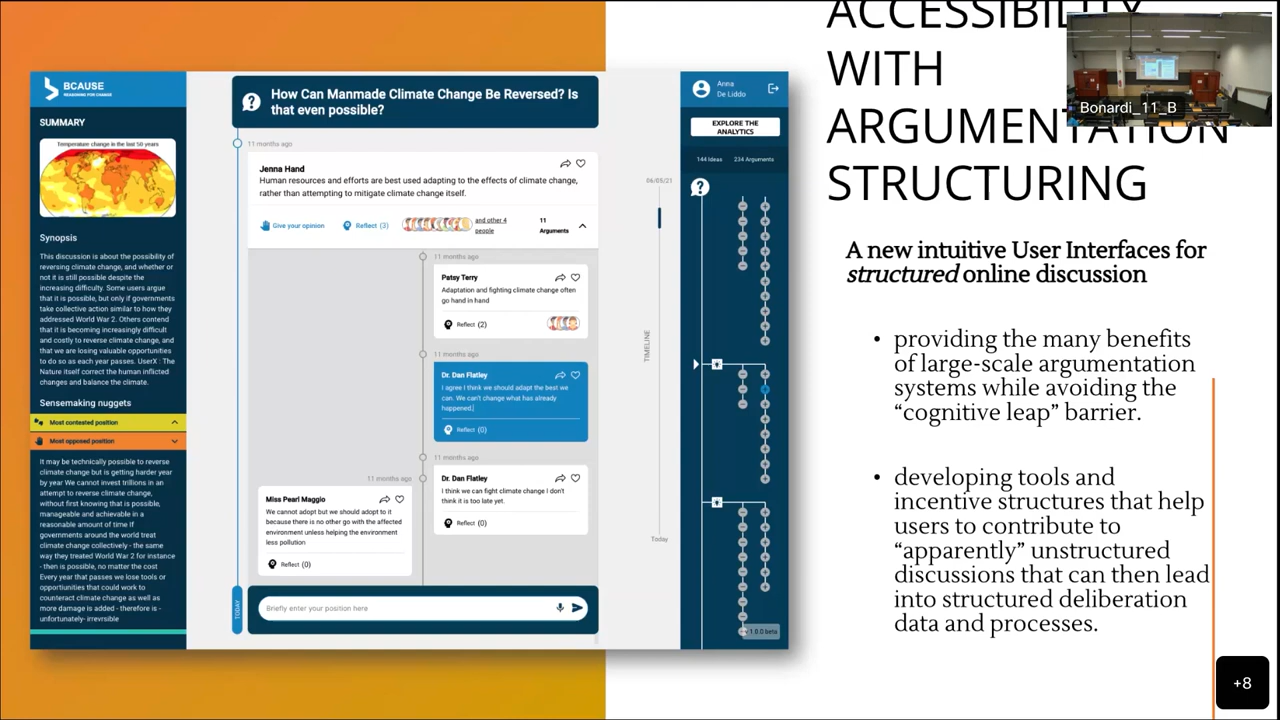 BCAUSE
REASONING FOR CHANGE
SUMMARY
Temperature change in the last 50 years
Synopsis
This discussion is about the possibility of
reversing climate change, and whether or
not it is still possible despite the
increasing difficulty. Some users argue
that it is possible, but only if governments
take collective action similar to how they
addressed World War 2. Others contend
that it is becoming increasingly difficult
and costly to reverse climate change, and
that we are losing valuable opportunities
to do so as each year passes. UserX : The
Nature itself correct the human inflicted
changes and balance the climate.
Sensemaking nuggets
Most contested position
Most opposed position
It may be technically possible to reverse
climate change but is getting harder year
by year We cannot invest trillions in an
attempt to reverse climate change,
without first knowing that is possible,
manageable and achievable in a
reasonable amount of time If
governments around the world treat
climate change collectively - the same
way they treated World War 2 for instance
- then is possible, no matter the cost
Every year that passes we lose tools or
opportunities that could work to
counteract climate change as well as
more damage is added - therefore is -
unfortunately- irrevrsible
How Can Manmade Climate Change Be Reversed? Is
that even possible?
11 months ago
Jenna Hand
Human resources and efforts are best used adapting to the effects of climate change,
rather than attempting to mitigate climate change itself.
Give your opinion
Reflect (3)
and other 4
people
11
Arguments
11 months ago
Patsy Terry
Adaptation and fighting climate change often
go hand in hand
Reflect (2)
11 months ago
Dr. Dan Flatley
I agree I think we should adapt the best we
can. We can't change what has already
happened.
Reflect (0)
11 months ago
Dr. Dan Flatley
I think we can fight climate change I don't
think it is too late yet.
Reflect (0)
11 months ago
Miss Pearl Maggio
We cannot adapt but we should adopt to it
because there is no other go with the affected
environment unless helping the environment
less pollution
Reflect (0)
TODAY
Briefly enter your position here
06/05/21
TIMELINE
Today
Anna
De Liddo
EXPLORE THE
ANALYTICS
144 Ideas 234 Arguments
1.0.0 beta
ACCESSIBILITY
WITH
ARGUMENTATION
STRUCTURING
Bonardi_11_B
A new intuitive User Interfaces for
structured online discussion
• providing the many benefits
of large-scale argumentation
systems while avoiding the
“cognitive leap” barrier.
• developing tools and
incentive structures that help
users to contribute to
“apparently” unstructured
discussions that can then lead
into structured deliberation
data and processes.
+8